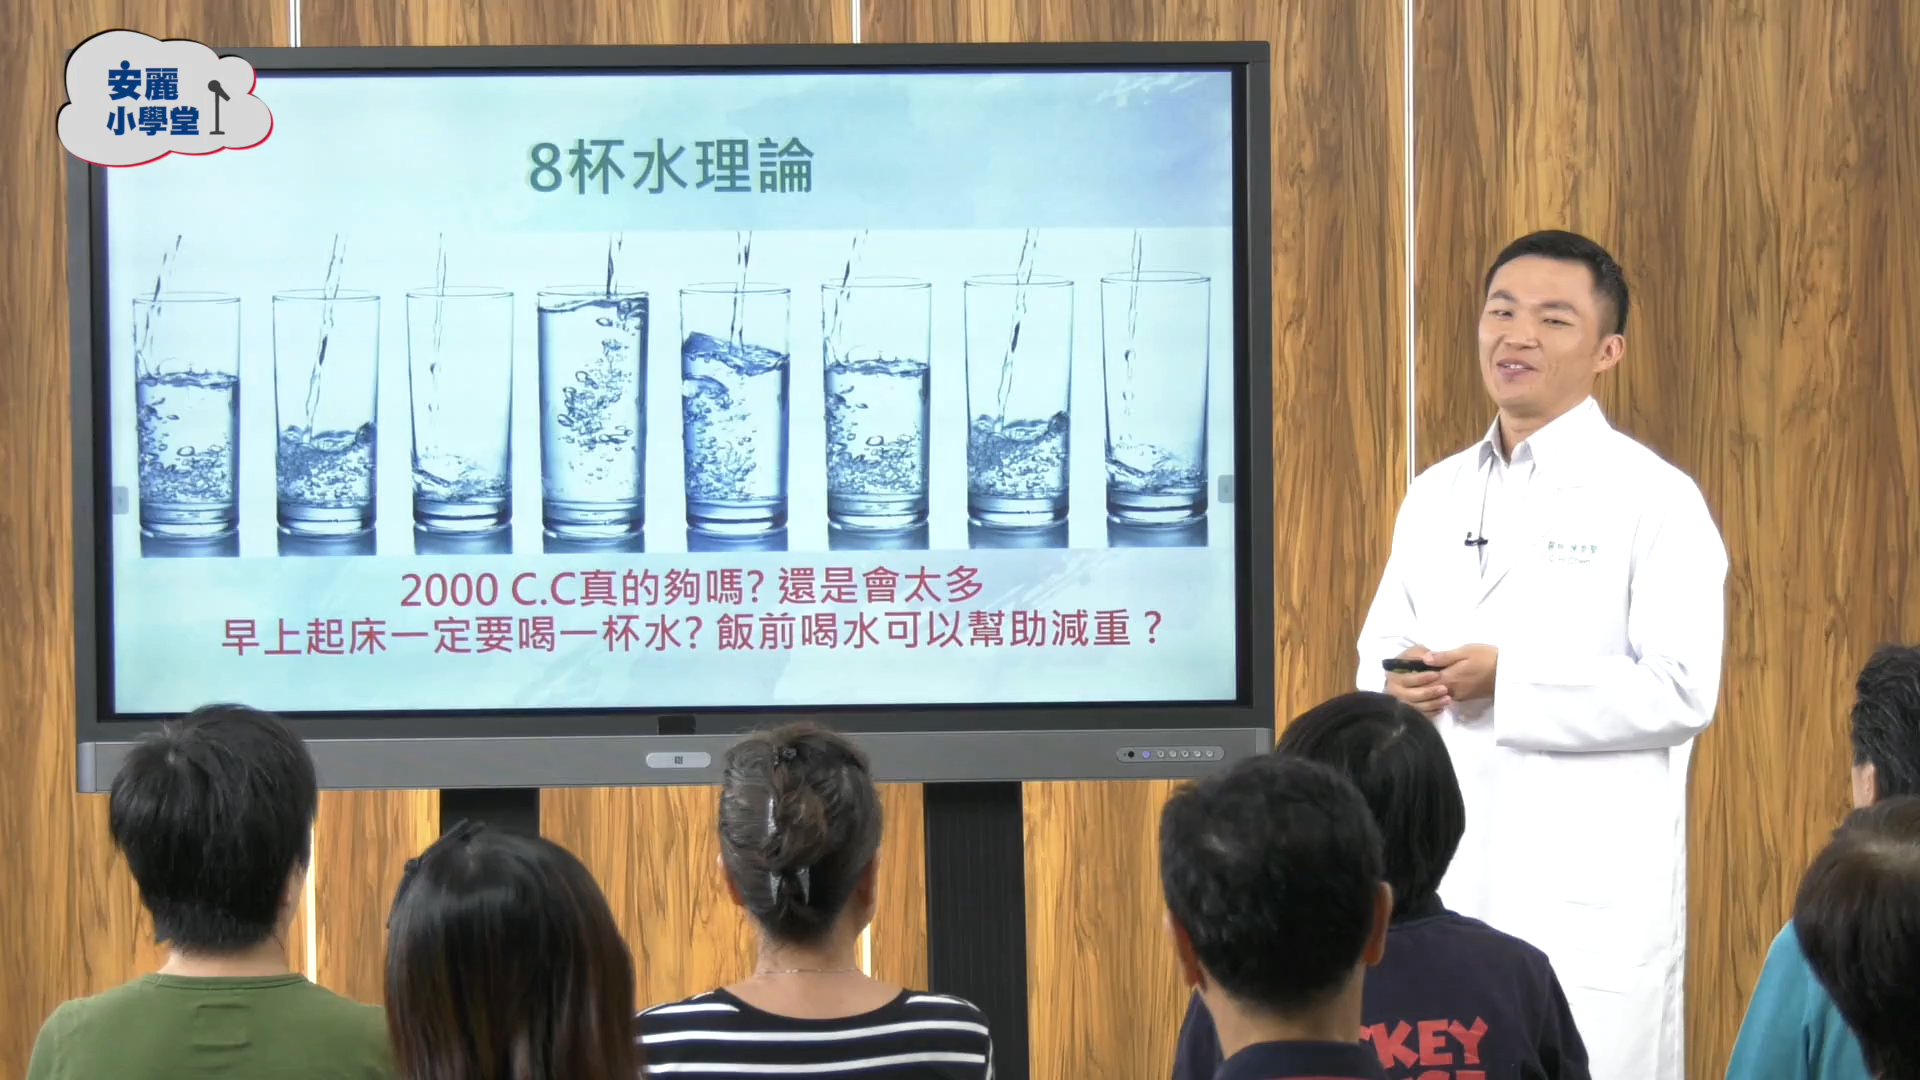 安麗
小學堂
8杯水理論
2000 C.C真的夠嗎? 還是會太多
早上起床一定要喝一杯水? 飯前喝水可以幫助減重？
KEY